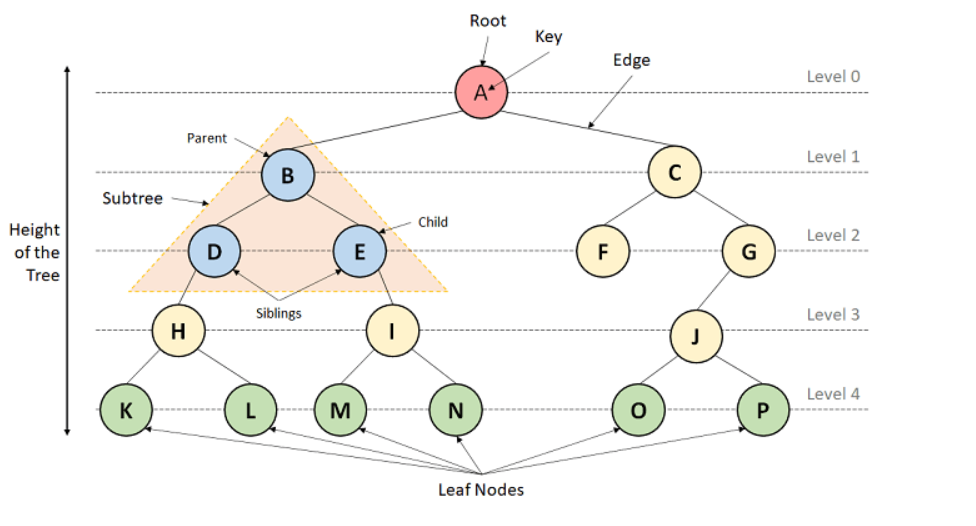 Root
Key
Edge
Level 0
A
Parent
Level 1
B
C
Subtree
Child
Height
of the
Tree
Level 2
D
E
F
G
Siblings
Level 3
H
I
J
Level 4
K
L
M
N
O
P
Leaf Nodes